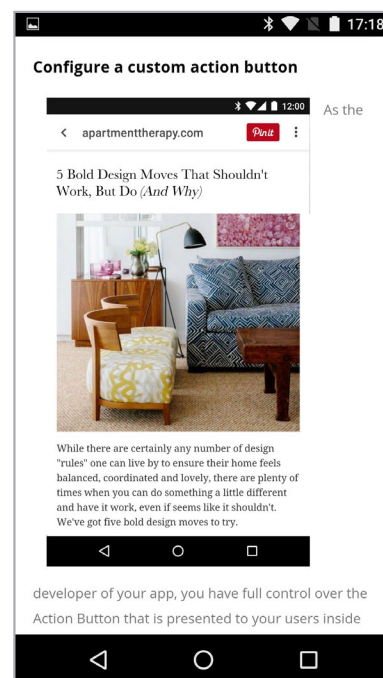 17:18
Configure a custom action button
12:00
As the
apartmenttherapy.com
Pinit
5 Bold Design Moves That Shouldn't
Work, But Do (And Why)
While there are certainly any number of design
"rules" one can live by to ensure their home feels
balanced, coordinated and lovely, there are plenty of
times when you can do something a little different
and have it work, even if seems like it shouldn't.
We've got five bold design moves to try.
developer of your app, you have full control over the
Action Button that is presented to your users inside